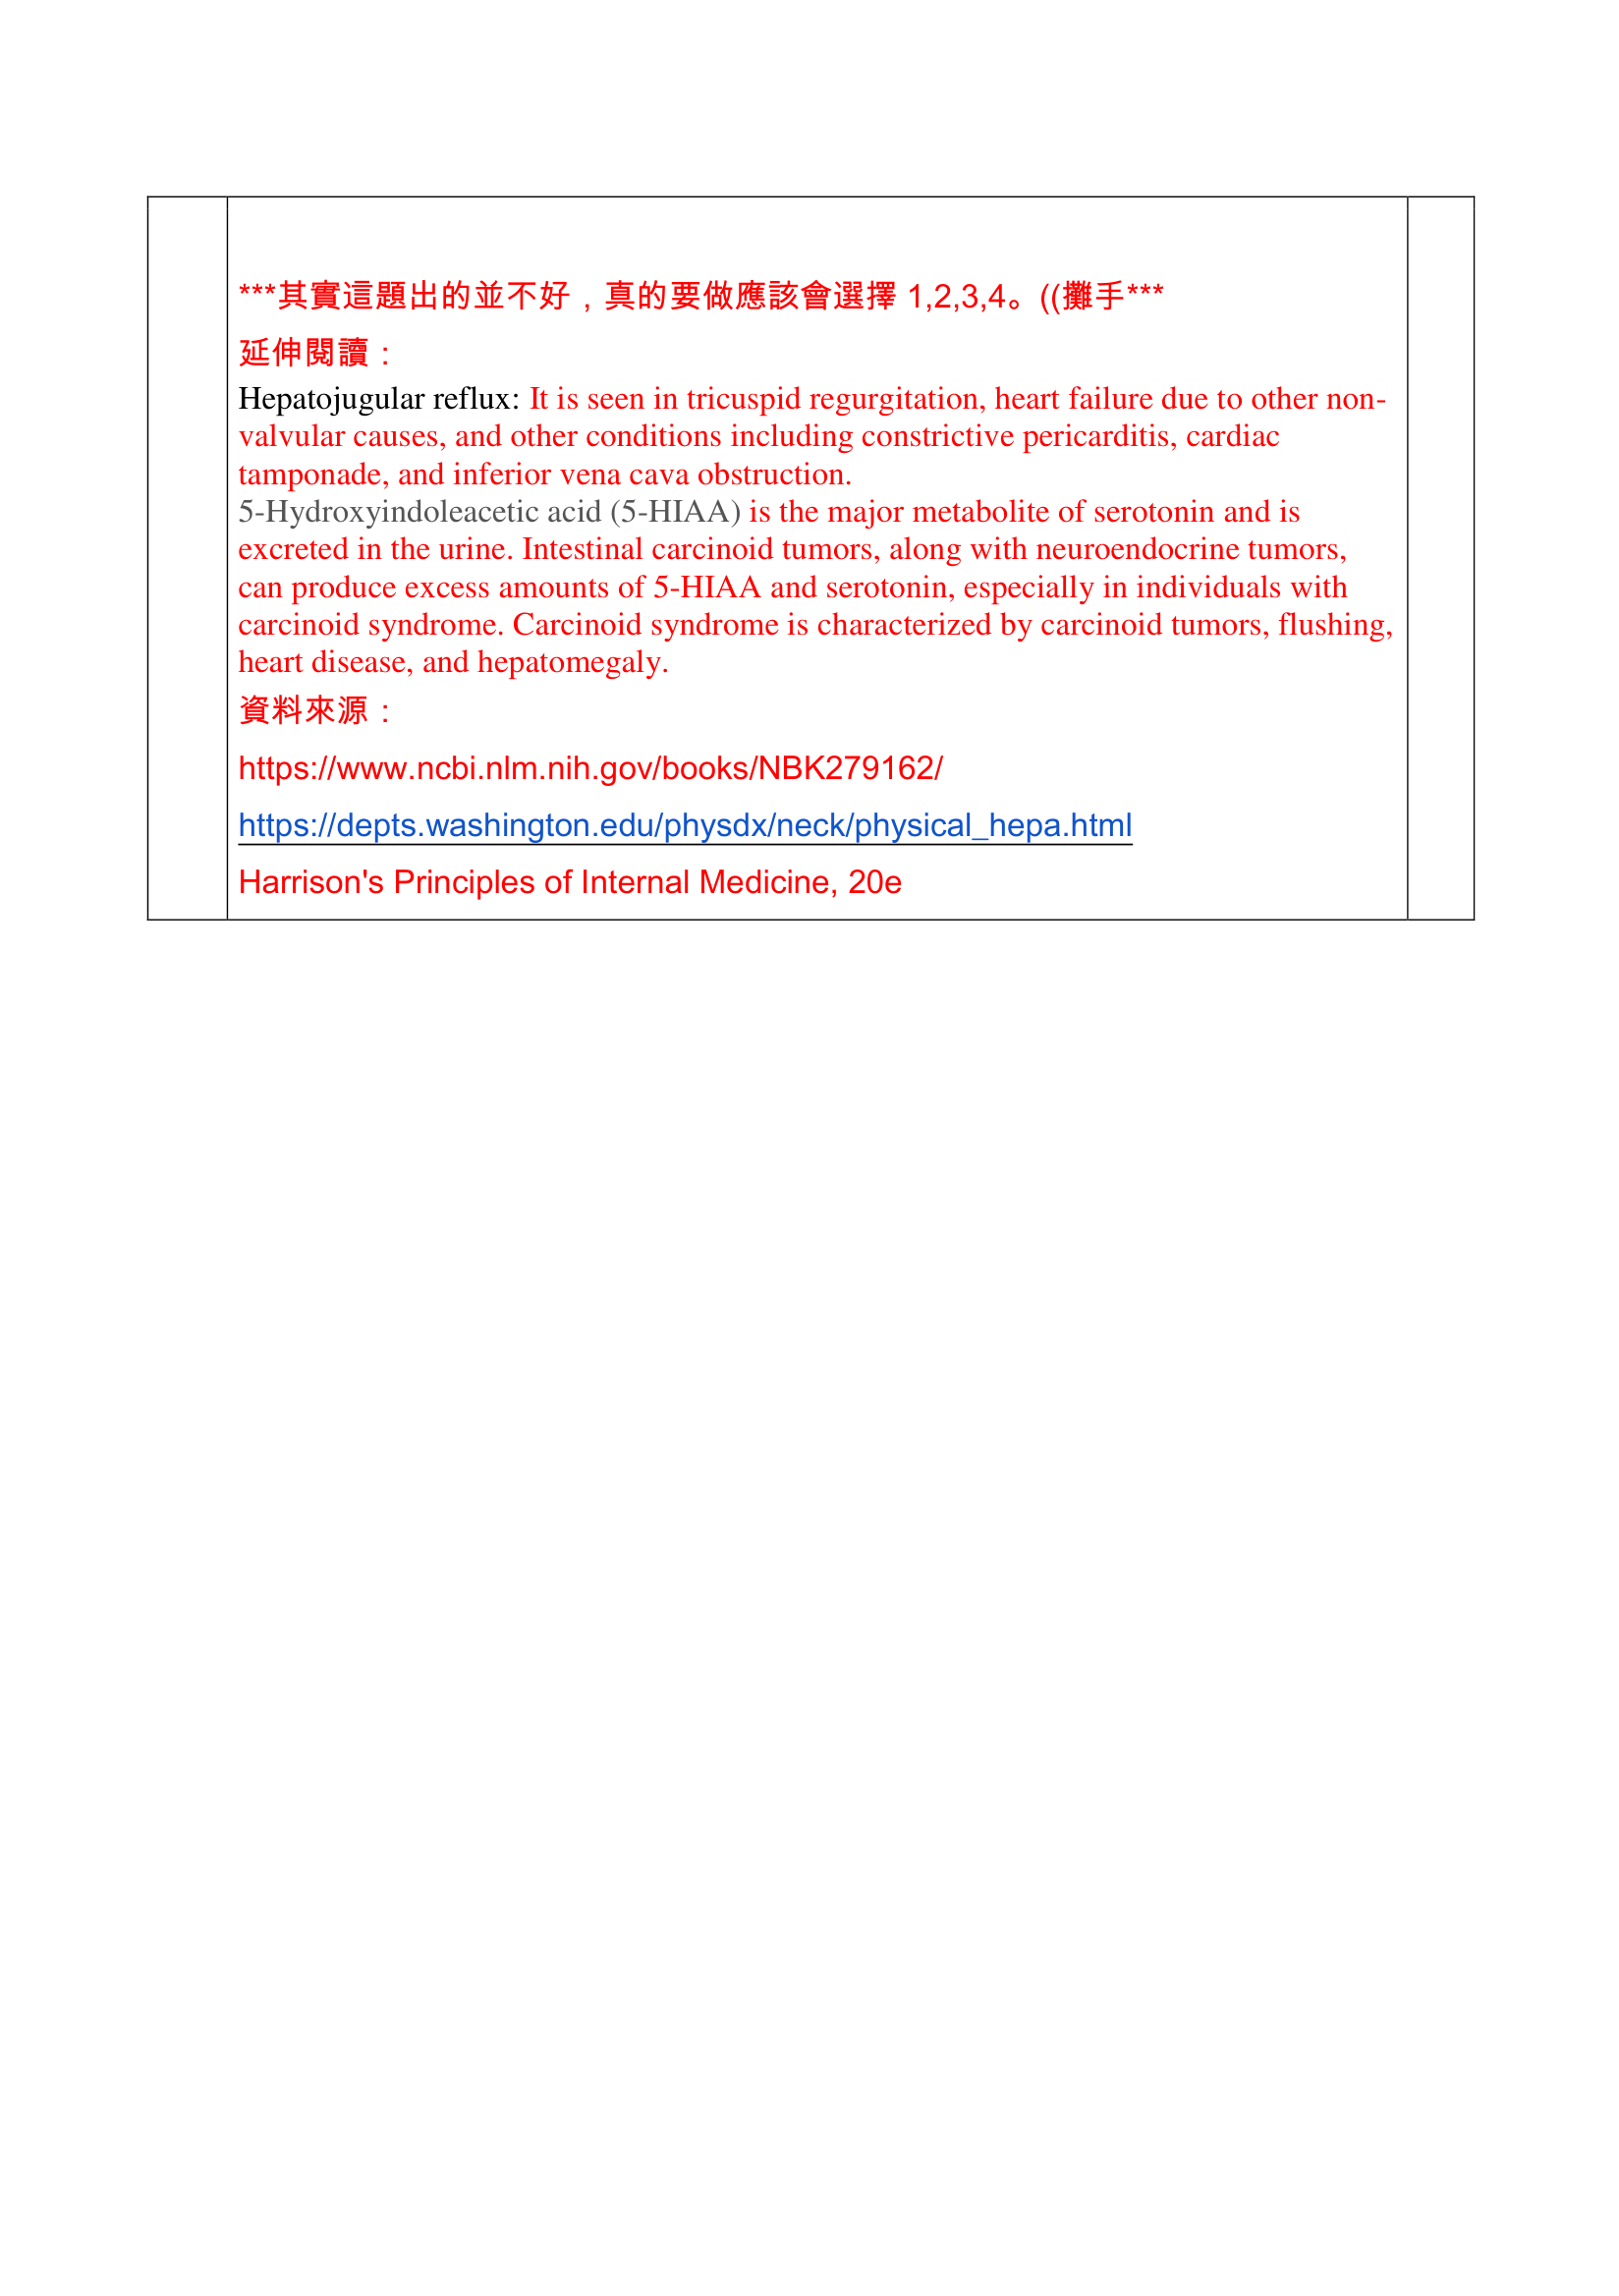 ***其實這題出的並不好，真的要做應該會選擇 1,2,3,4。((攤手***
延伸閱讀：
Hepatojugular reflux: It is seen in tricuspid regurgitation, heart failure due to other non-
valvular causes, and other conditions including constrictive pericarditis, cardiac
tamponade, and inferior vena cava obstruction.
5-Hydroxyindoleacetic acid (5-HIAA) is the major metabolite of serotonin and is
excreted in the urine. Intestinal carcinoid tumors, along with neuroendocrine tumors,
can produce excess amounts of 5-HIAA and serotonin, especially in individuals with
carcinoid syndrome. Carcinoid syndrome is characterized by carcinoid tumors, flushing,
heart disease, and hepatomegaly.
資料來源：
https://www.ncbi.nlm.nih.gov/books/NBK279162/
https://depts.washington.edu/physdx/neck/physical_hepa.html
Harrison's Principles of Internal Medicine, 20e